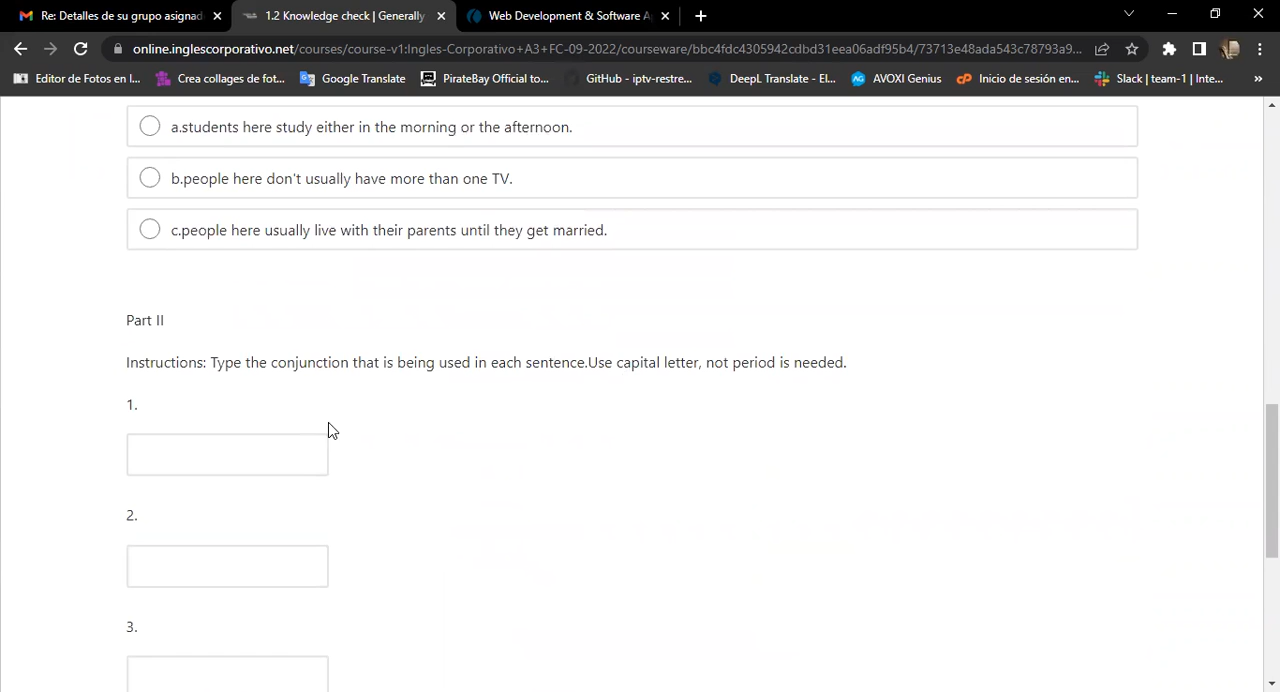 Re: Detalles de su grupo asignad
1.2 Knowledge check | Generally
Web Development & Software A
online.inglescorporativo.net/courses/course-v1:Ingles-Corporativo+A3+FC-09-2022/courseware/bbc4fdc4305942cdbd31eea06adf95b4/73713e48ada543c78793a9...
Editor de Fotos en l...
Crea collages de fot...
Google Translate
PirateBay Official to...
GitHub - iptv-restre...
DeepL Translate - El...
AVOXI Genius
Inicio de sesión en...
Slack | team-1 | Inte...
»
a.students here study either in the morning or the afternoon.
b.people here don't usually have more than one TV.
c.people here usually live with their parents until they get married.
Part II
Instructions: Type the conjunction that is being used in each sentence.Use capital letter, not period is needed.
1.
2.
3.